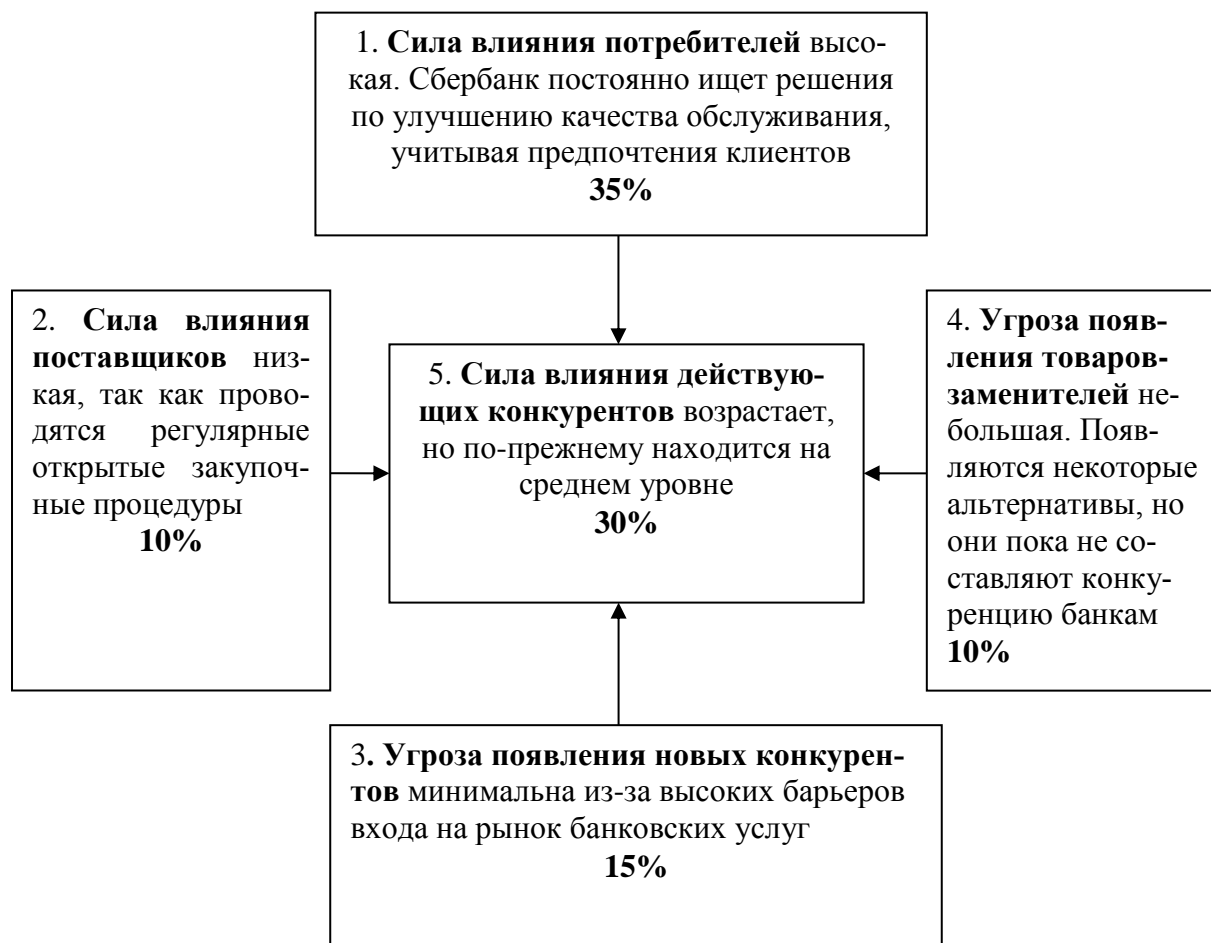 1. Сила влияния потребителей высо-
кая. Сбербанк постоянно ищет решения
по улучшению качества обслуживания,
учитывая предпочтения клиентов
35%
2. Сила влияния
поставщиков низ-
кая, так как прово-
дятся регулярные
открытые закупоч-
ные процедуры
10%
5. Сила влияния действую-
щих конкурентов возрастает,
но по-прежнему находится на
среднем уровне
30%
4. Угроза появ-
ления товаров-
заменителей не-
большая. Появ-
ляются некоторые
альтернативы, но
они пока не со-
ставляют конку-
ренцию банкам
10%
3. Угроза появления новых конкурен-
тов минимальна из-за высоких барьеров
входа на рынок банковских услуг
15%